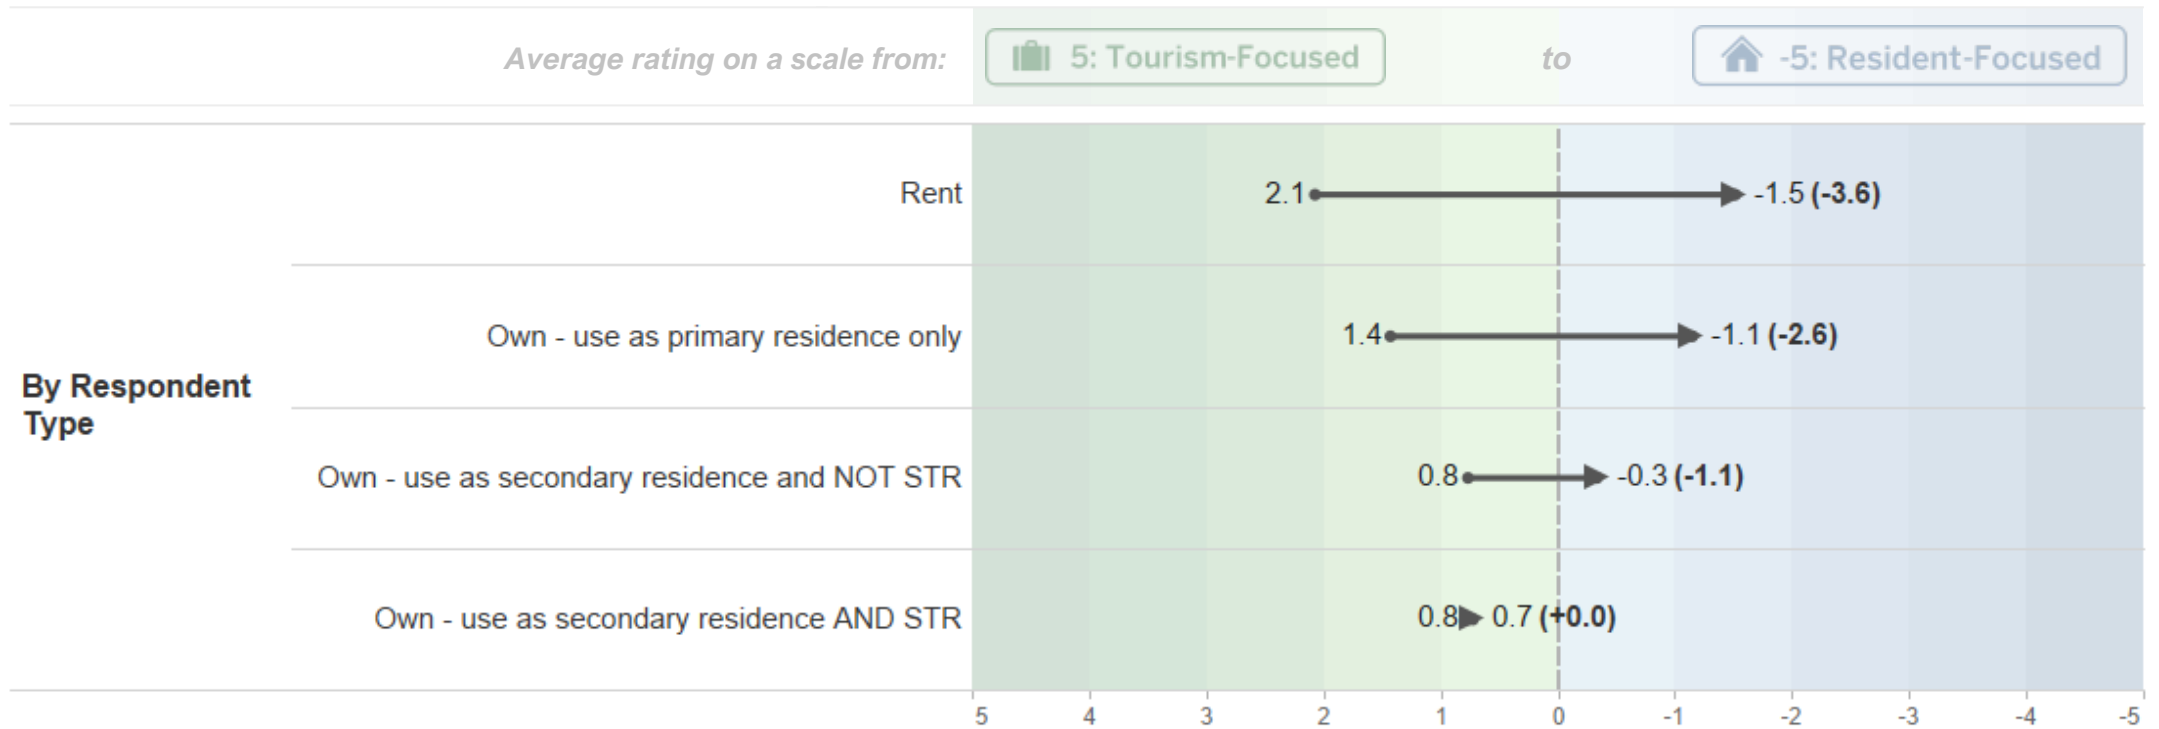 Average rating on a scale from: 5: Tourism-Focused to -5: Resident-Focused
Rent 2.1 -1.5 (-3.6)
Own - use as primary residence only 1.4 -1.1 (-2.6)
By Respondent
Type
Own - use as secondary residence and NOT STR 0.8 -0.3 (-1.1)
Own - use as secondary residence AND STR 0.8 0.7 (+0.0)
5 4 3 2 1 0 -1 -2 -3 -4 -5